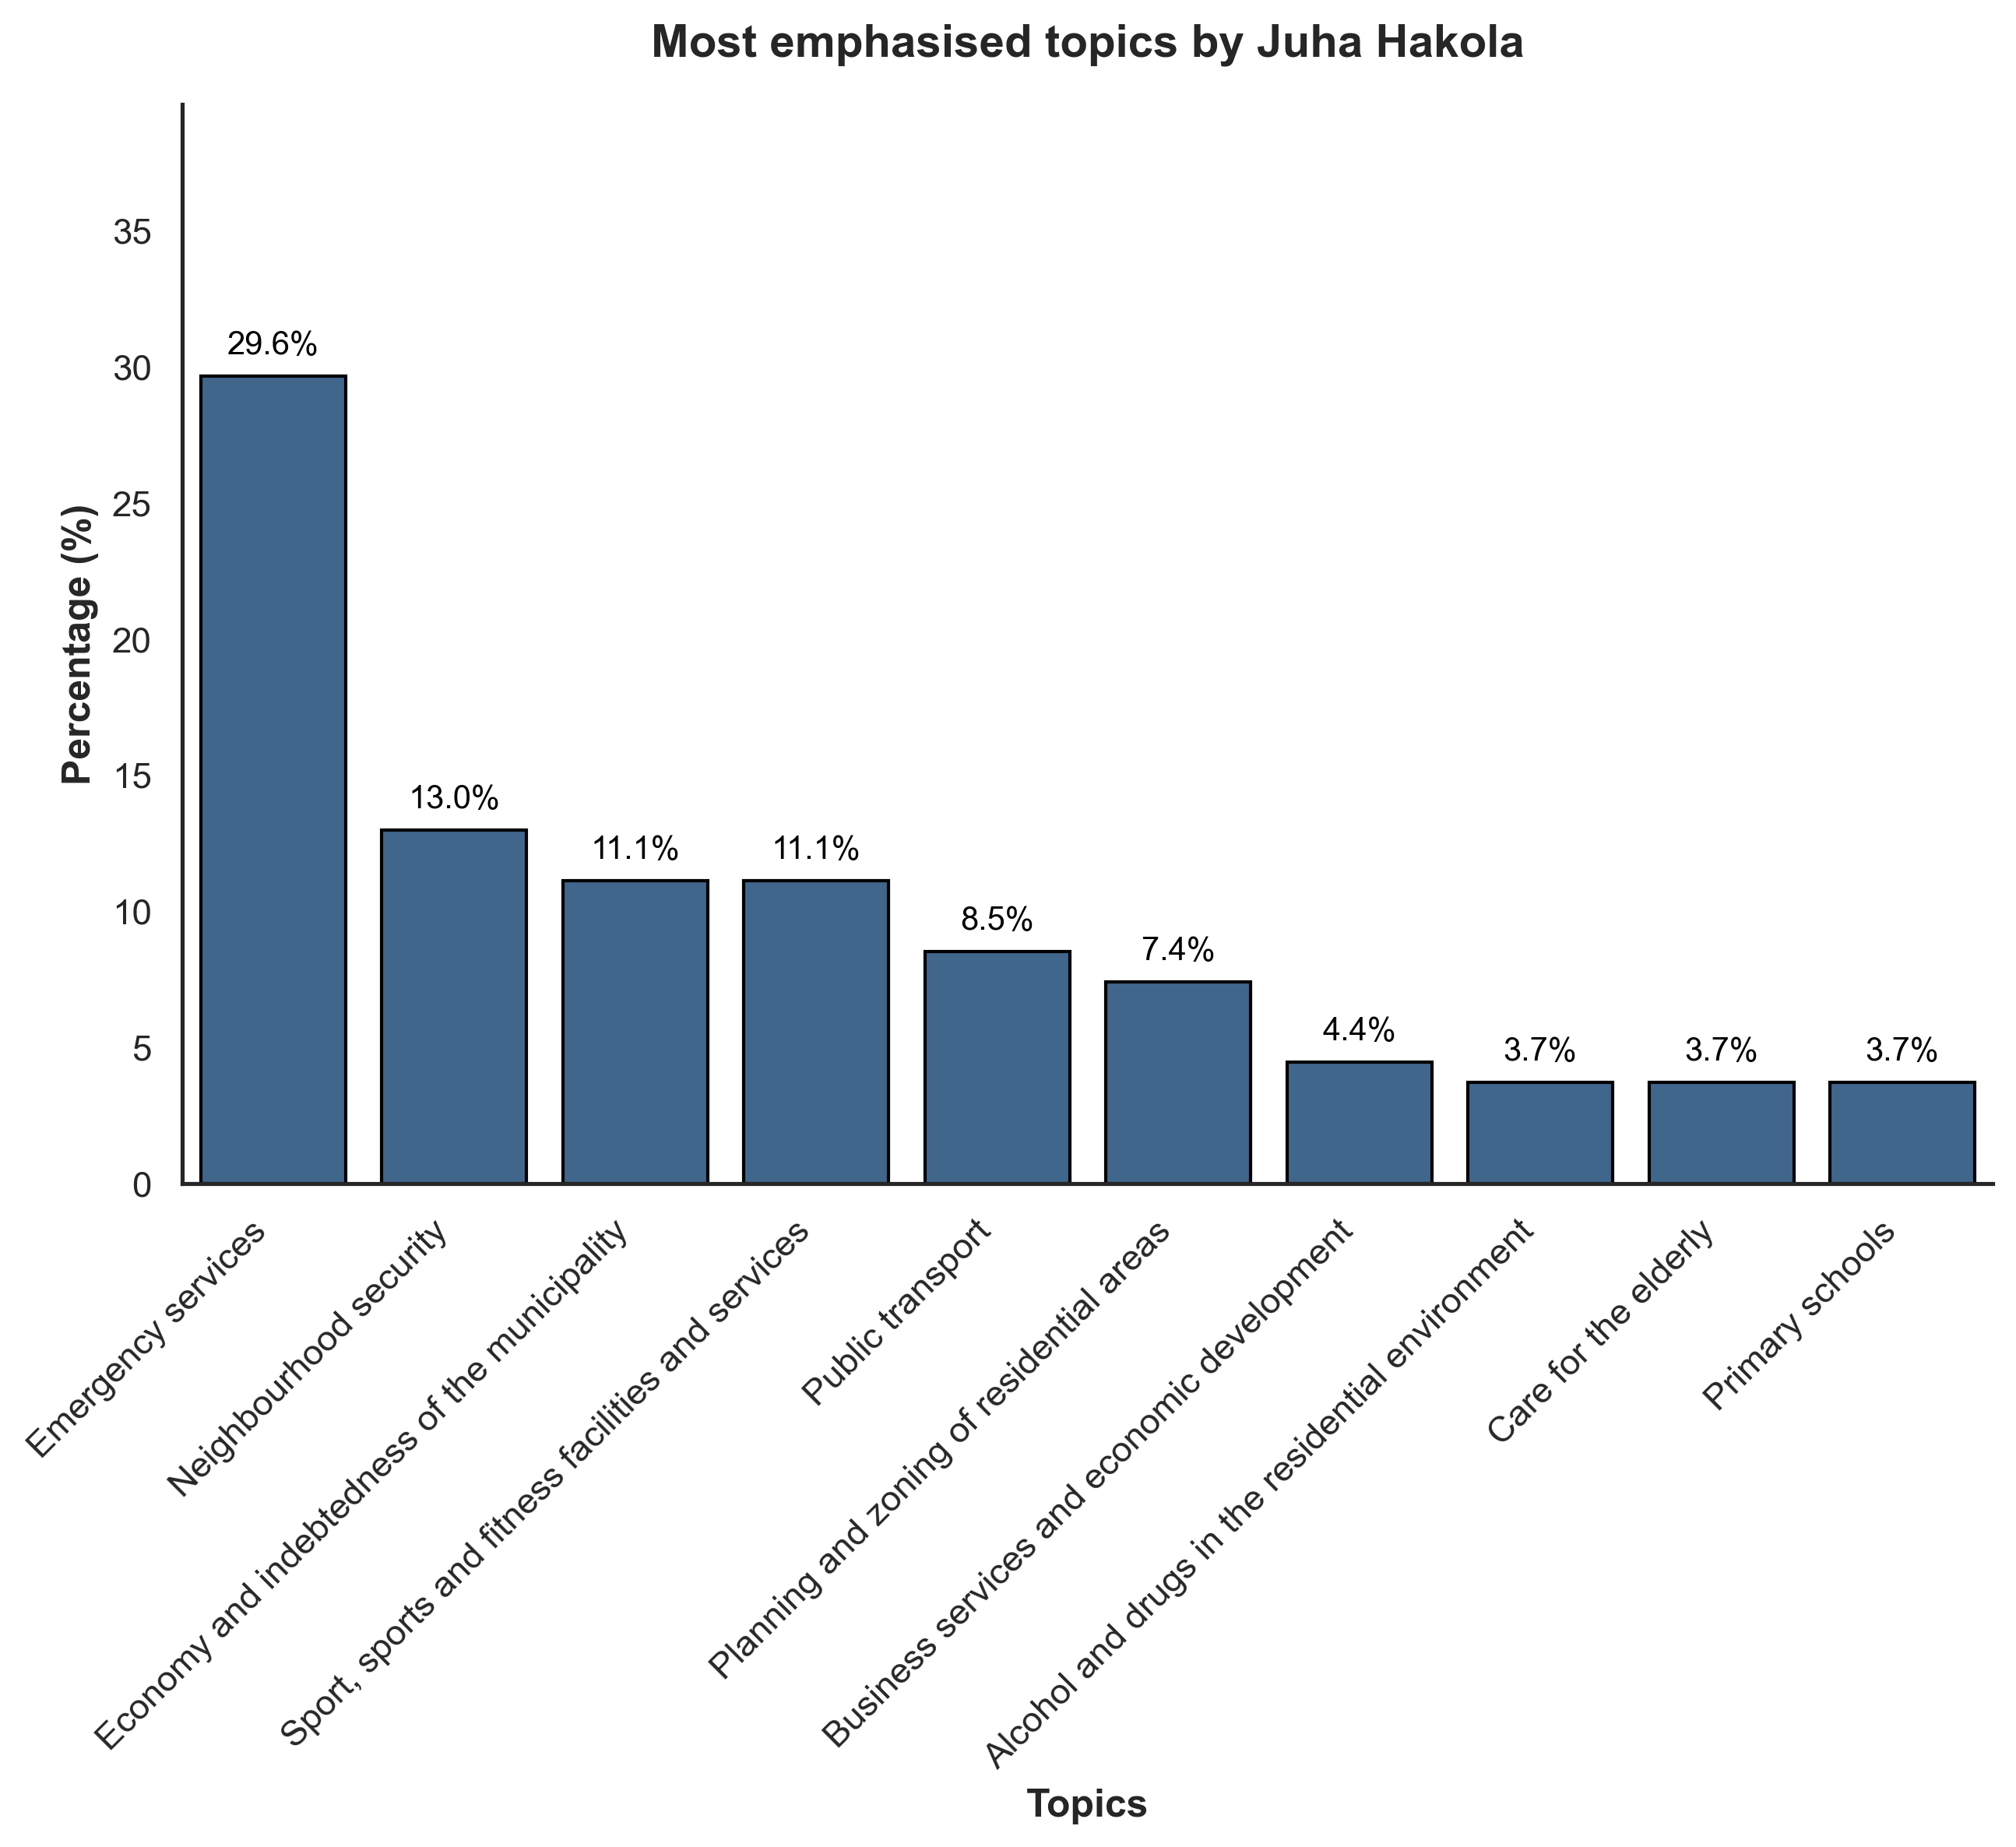 Most emphasised topics by Juha Hakola
Percentage (%)
35
30
25
20
15
10
5
0
29.6%
13.0%
11.1%
11.1%
8.5%
7.4%
4.4%
3.7%
3.7%
3.7%
Emergency services
Neighbourhood security
Economy and indebtedness of the municipality
Sport, sports and fitness facilities and services
Public transport
Planning and zoning of residential areas
Business services and economic development
Alcohol and drugs in the residential environment
Care for the elderly
Primary schools
Topics